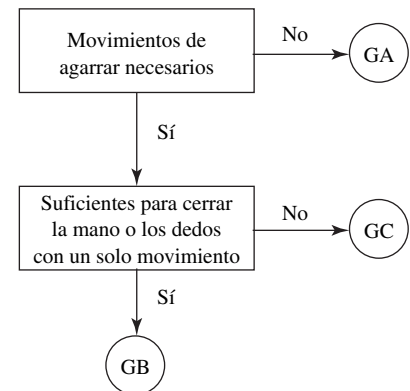 Movimientos de
agarrar necesarios
No
GA
Sí
Suficientes para cerrar
la mano o los dedos
con un solo movimiento
No
GC
Sí
GB